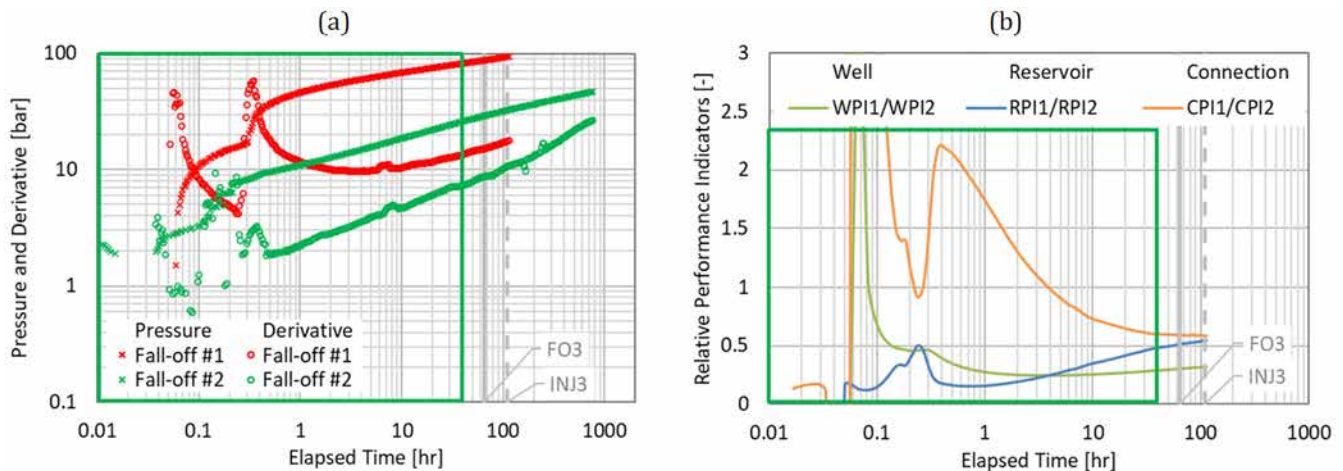 (a)
Pressure and Derivative [bar]
100
10
1
0.1
0.01 0.1 1 10 100 1000
Elapsed Time [hr]
Pressure Derivative
Fall-off #1 Fall-off #1
Fall-off #2 Fall-off #2
FO3
INJ3
(b)
Relative Performance Indicators [-]
3
2.5
2
1.5
1
0.5
0
0.01 0.1 1 10 100 1000
Elapsed Time [hr]
Well Reservoir Connection
WPI1/WPI2 RPI1/RPI2 CPI1/CPI2
FO3
INJ3